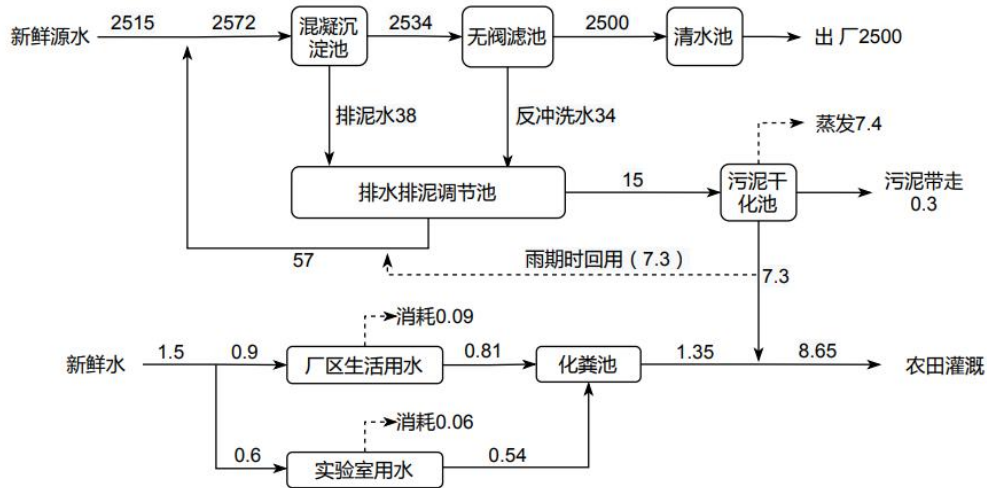 新鲜源水
2515
2572
混凝沉
淀池
2534
无阀滤池
2500
清水池
出 厂2500
排泥水38
反冲洗水34
蒸发7.4
排水排泥调节池
15
污泥干
化池
污泥带走
0.3
57
雨期时回用（7.3）
7.3
消耗0.09
新鲜水
1.5
0.9
厂区生活用水
0.81
化粪池
1.35
8.65
农田灌溉
消耗0.06
0.6
实验室用水
0.54